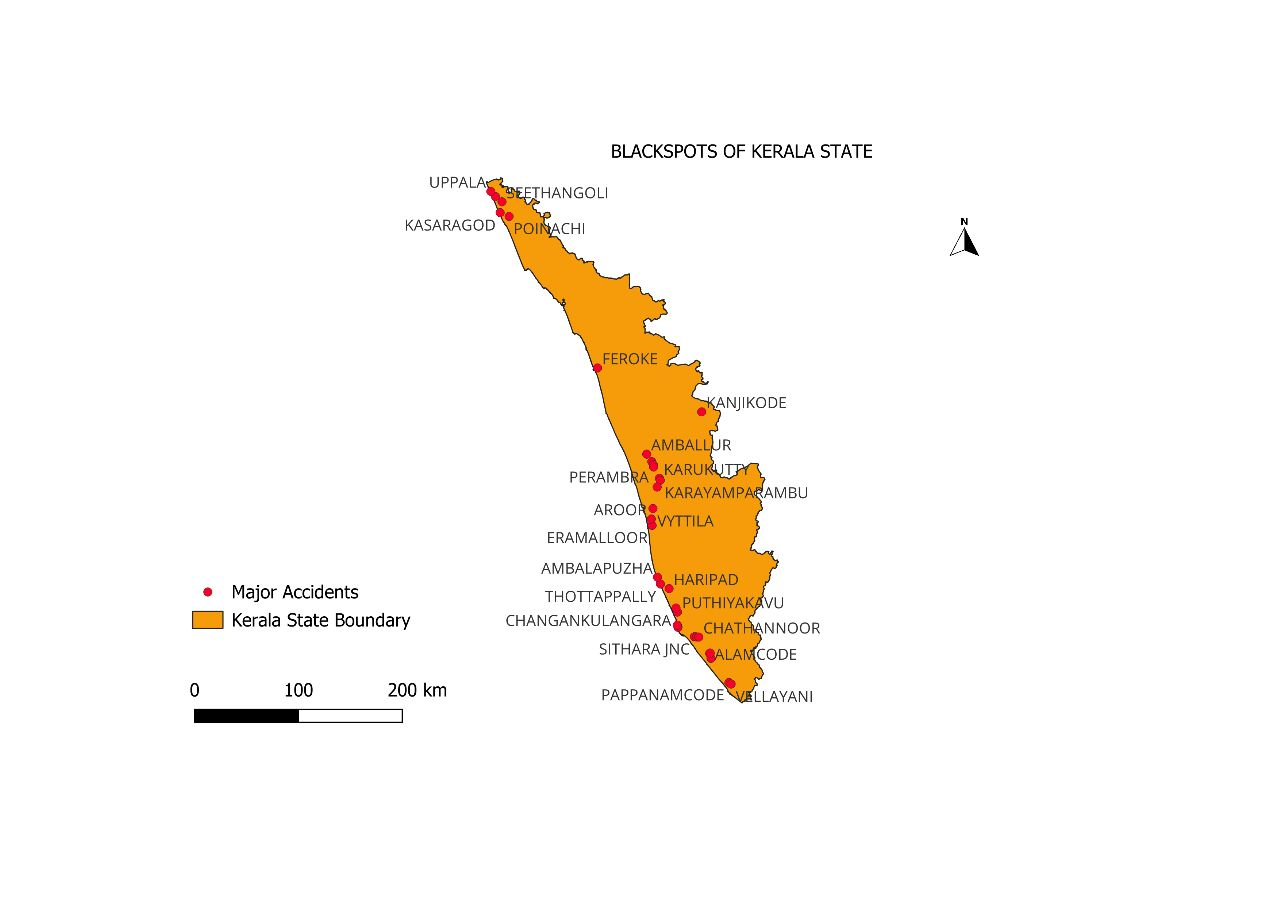 BLACKSPOTS OF KERALA STATE
UPPALA
SEETHANGOLI
KASARAGOD
POINACHI
N
FEROKE
KANJIKODE
AMBALLUR
KARUKUTTY
PERAMBRA
KARAYAMPARAMBU
AROOR
VYTTILA
ERAMALLOOR
AMBALAPUZHA
HARIPAD
THOTTAPPALLY
PUTHIYAKAVU
CHANGANKULANGARA
CHATHANNOOR
SITHARA JNC
ALAMCODE
PAPPANAMCODE
VELLAYANI
Major Accidents
Kerala State Boundary
0 100 200 km